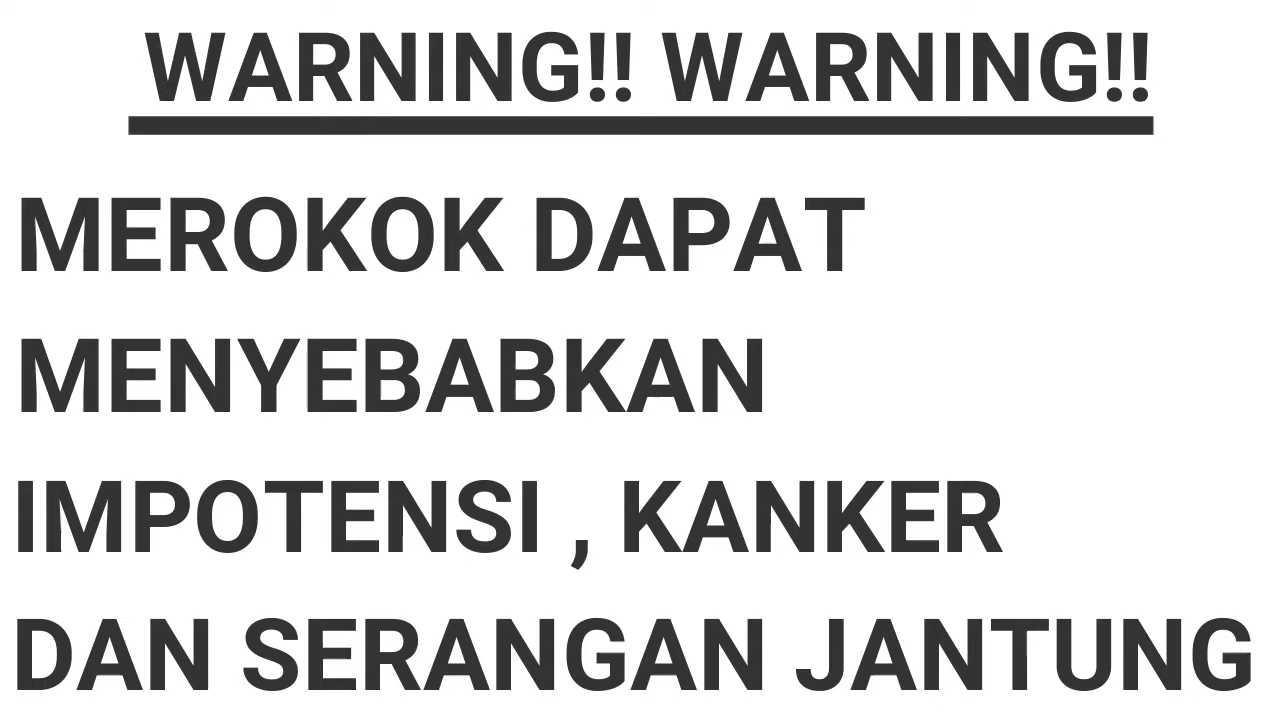 WARNING!! WARNING!!
MEROKOK DAPAT
MENYEBABKAN
IMPOTENSI , KANKER
DAN SERANGAN JANTUNG